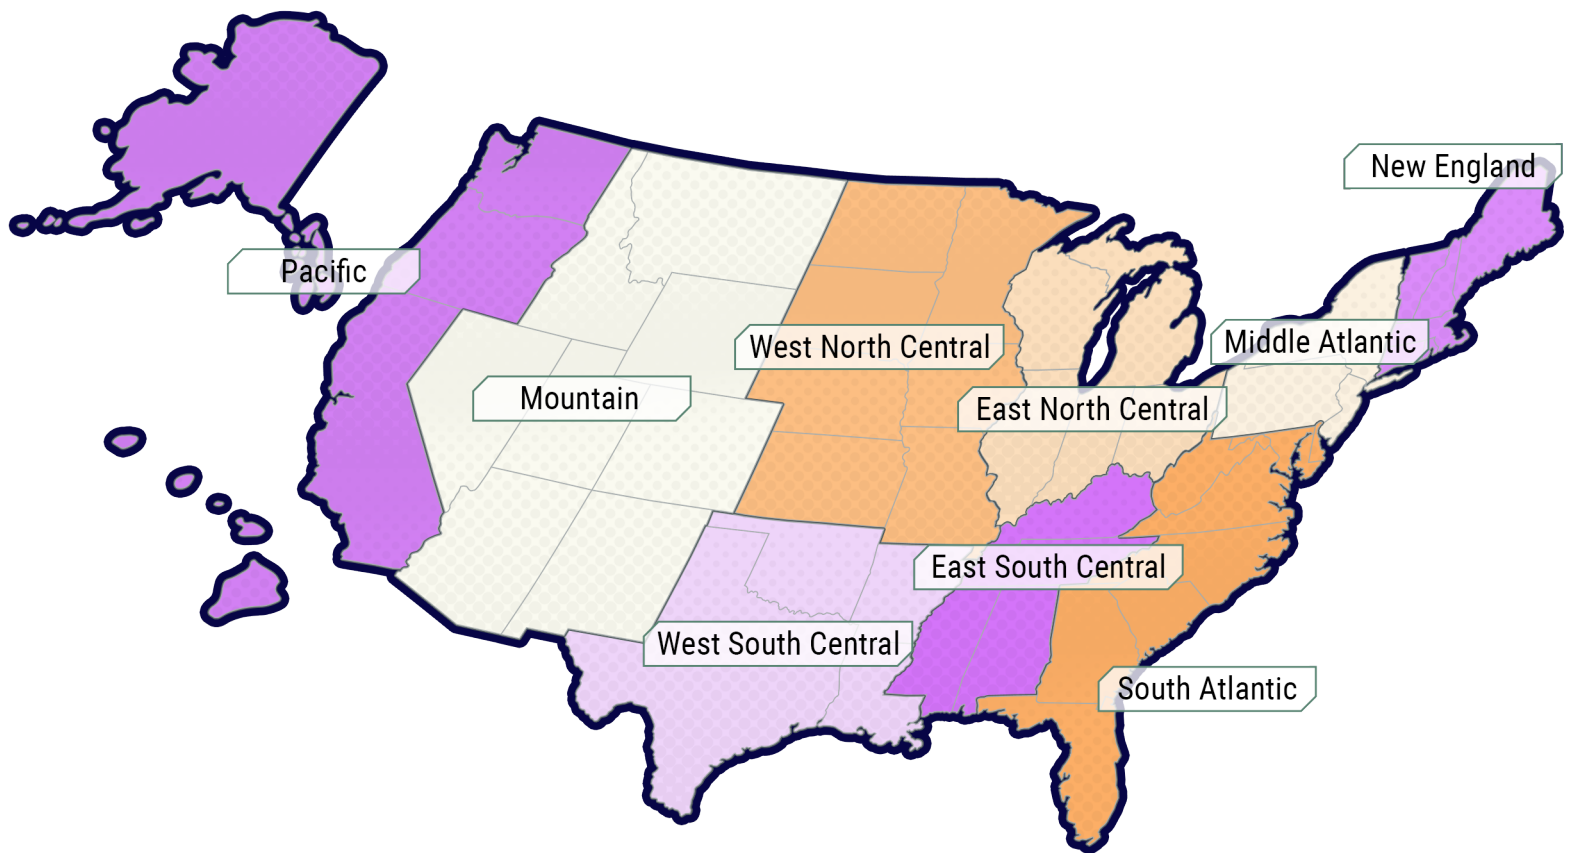 New England
Pacific
Middle Atlantic
West North Central
Mountain
East North Central
East South Central
West South Central
South Atlantic